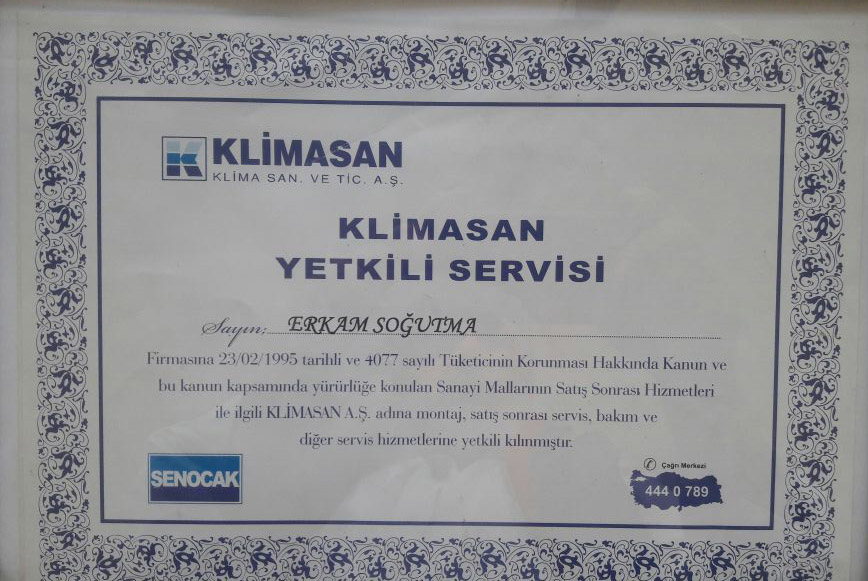 KLİMASAN
KLİMA SAN. VE TİC. A.Ş.
KLİMASAN
YETKİLİ SERVİSİ
Sayın; ERKAM SOĞUTMA
Firmasına 23/02/1995 tarihli ve 4077 sayılı Tüketicinin Korunması Hakkında Kanun ve
bu kanun kapsamında yürürlüğe konulan Sanayi Mallarının Satış Sonrası Hizmetleri
ile ilgili KLİMASAN A.Ş. adına montaj, satış sonrası servis, bakım ve
diğer servis hizmetlerine yetkili kılınmıştır.
SENOCAK
Çağrı Merkezi
444 0 789